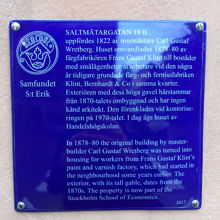 SALTMÄTARGATAN 19 B
uppfördes 1822 av murmästare Carl Gustaf
Wretberg. Huset omvandlades 1878-80 av
färgfabrikören Frans Gustaf Klint till bostäder
med smålägenheter åt arbetare vid den några
år tidigare grundade färg- och fernissfabriken
Klint, Bernhardt & Co i samma kvarter.
Exteriören med dess höga gavel härstammar
från 1870-talets ombyggnad och har ingen
känd arkitekt. Den förenklades vid kontorise-
ringen på 1970-talet. I dag ägs huset av
Handelshögskolan.
Samfundet
S:t Erik
In 1878-80 the original building by master-
builder Carl Gustaf Wretberg was turned into
housing for workers from Frans Gustaf Klint's
paint and varnish factory, which had started in
the neighbourhood some years earlier. The
exterior, with its tall gable, dates from the
1870s. The property is now part of the
Stockholm School of Economics.
2017